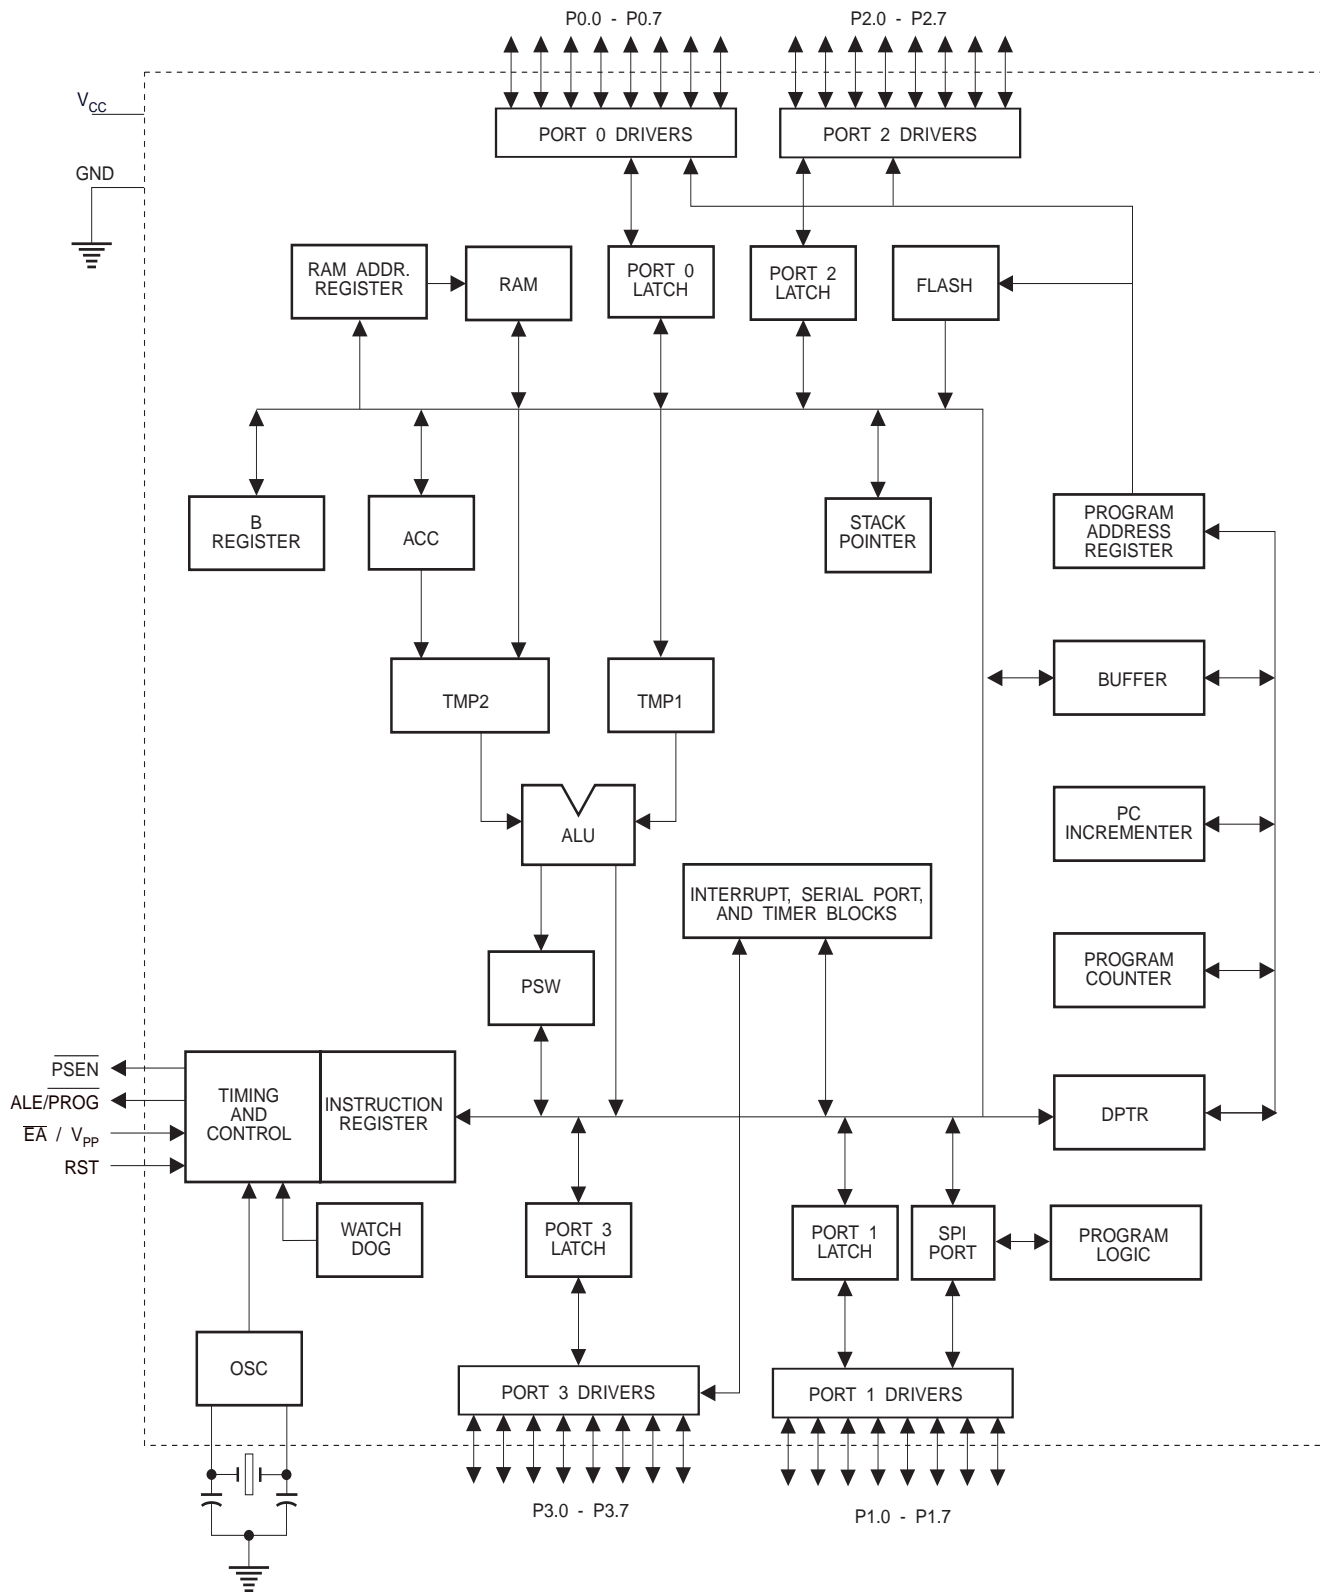 P0.0 - P0.7
P2.0 - P2.7
VCC
PORT 0 DRIVERS
PORT 2 DRIVERS
GND
RAM ADDR.
REGISTER
RAM
PORT 0
LATCH
PORT 2
LATCH
FLASH
B
REGISTER
ACC
STACK
POINTER
PROGRAM
ADDRESS
REGISTER
TMP2
TMP1
BUFFER
ALU
PC
INCREMENTER
INTERRUPT, SERIAL PORT,
AND TIMER BLOCKS
PSW
PROGRAM
COUNTER
PSEN
ALE/PROG
EA / VPP
RST
TIMING
AND
CONTROL
INSTRUCTION
REGISTER
DPTR
WATCH
DOG
PORT 3
LATCH
PORT 1
LATCH
SPI
PORT
PROGRAM
LOGIC
OSC
PORT 3 DRIVERS
PORT 1 DRIVERS
P3.0 - P3.7
P1.0 - P1.7